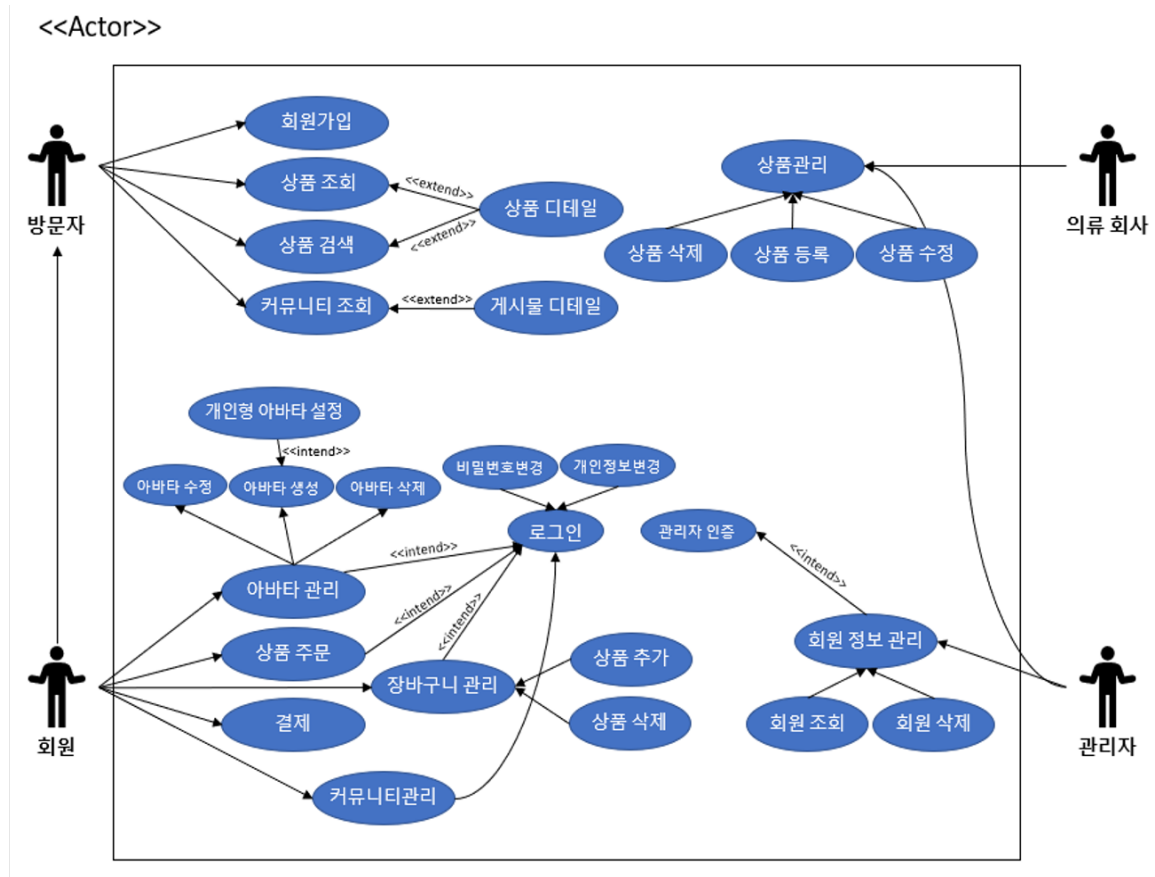 <<Actor>>
회원가입
상품 조회
<<extend>>
상품 디테일
상품 검색
<<extend>>
커뮤니티 조회
<<extend>>
게시물 디테일
방문자
상품관리
상품 삭제
상품 등록
상품 수정
의류 회사
개인형 아바타 설정
<<intend>>
아바타 수정
아바타 생성
아바타 삭제
비밀번호변경
개인정보변경
로그인
<<intend>>
<<intend>>
<<intend>>
아바타 관리
상품 주문
장바구니 관리
상품 추가
상품 삭제
결제
커뮤니티관리
회원
관리자 인증
<<intend>>
회원 정보 관리
회원 조회
회원 삭제
관리자